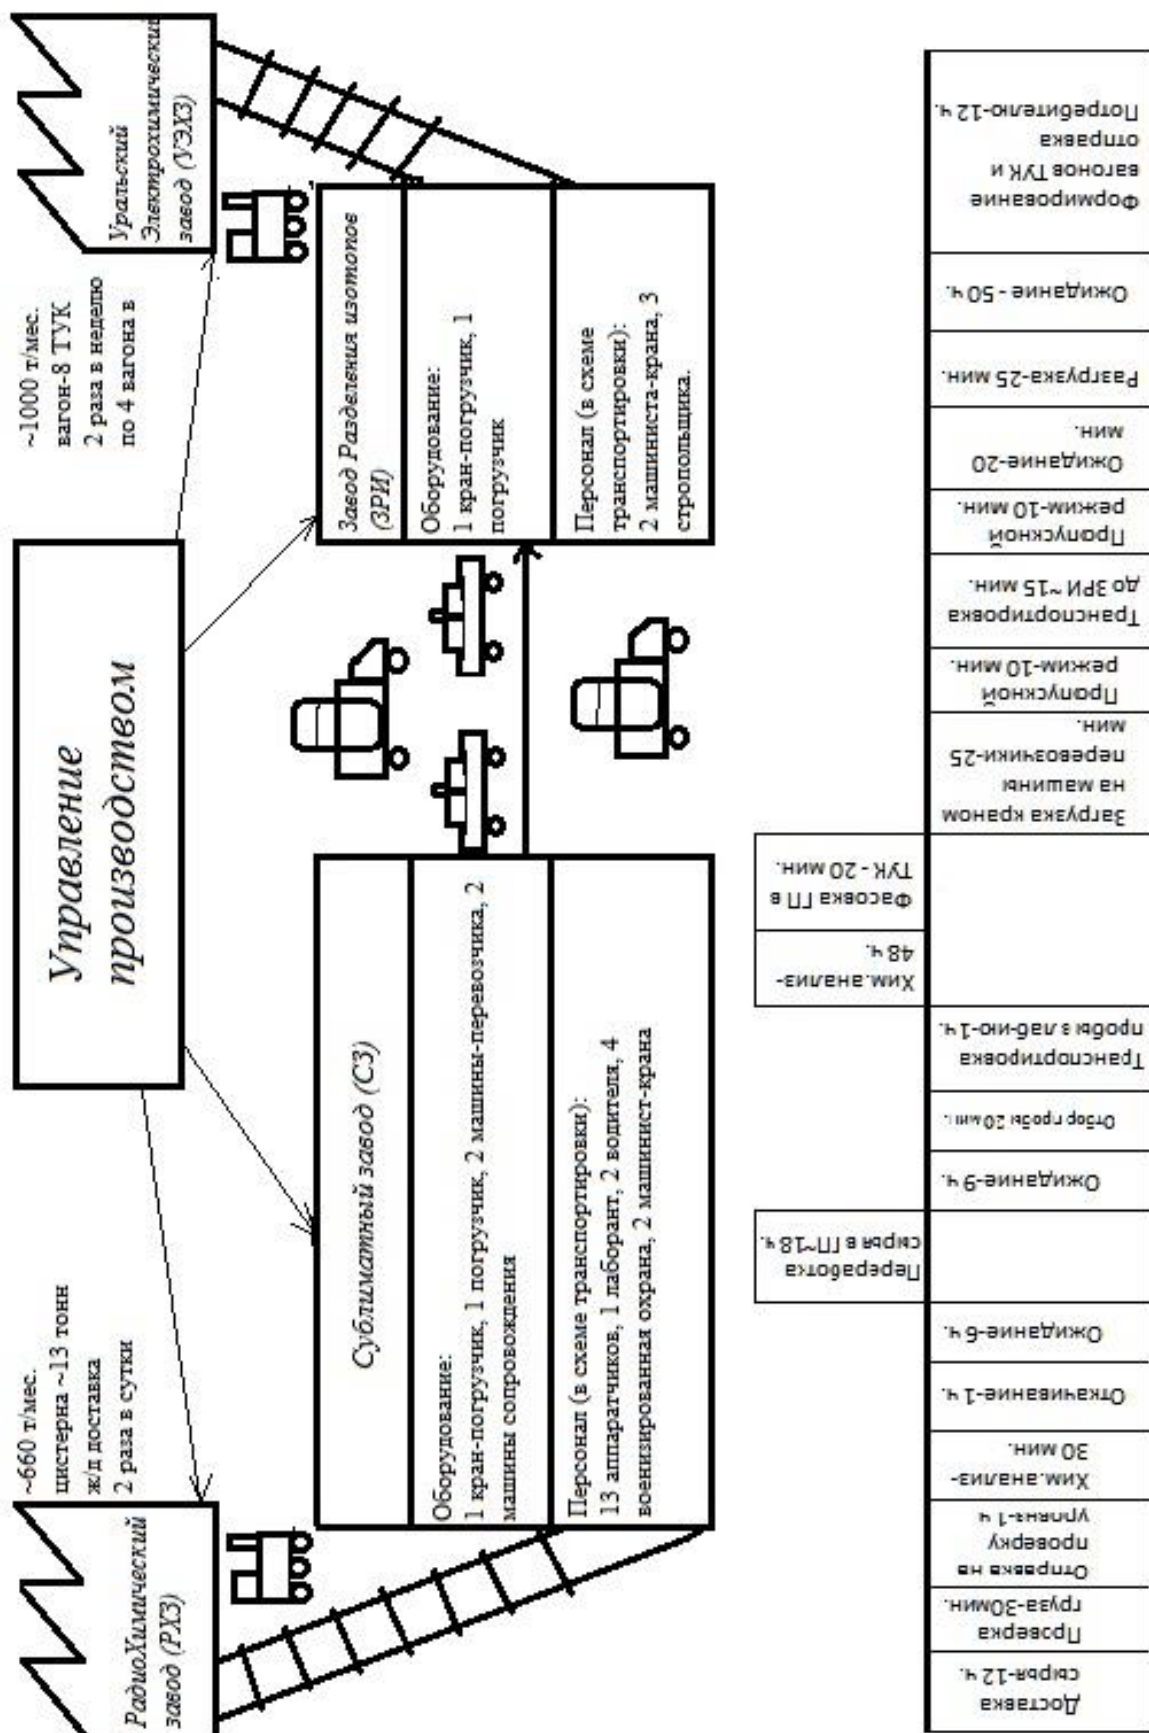 РадиоХимический
завод (РХЗ)
~660 т/мес.
цистерна ~13 тонн
ж/д доставка
2 раза в сутки
Управление
производством
~1000 т/мес.
вагон-8 ТУК
2 раза в неделю
по 4 вагона в
Уральский
Электрохимический
завод (УЭХЗ)
Сублиматный завод (СЗ)
Оборудование:
1 кран-погрузчик, 1 погрузчик, 2 машины-перевозчика, 2
машины сопровождения
Персонал (в схеме транспортировки):
13 аппаратчиков, 1 лаборант, 2 водителя, 4
военизированная охрана, 2 машинист-крана
Завод Разделения изотопов
(ЗРИ)
Оборудование:
1 кран-погрузчик, 1
погрузчик
Персонал (в схеме
транспортировки):
2 машиниста-крана, 3
стропольщика.
Доставка
сырья-12 ч.
Проверка
груза-30мин.
Отправка на
проверку
уровня-1 ч
Хим.анализ-
30 мин.
Откачивание-1 ч.
Ожидание-6 ч.
Переработка
сырья в ГП~18 ч.
Ожидание-9 ч.
Отбор пробы 20 мин.
Транспортировка
пробы в лаб-ию-1ч.
Хим.анализ-
48 ч.
Фасовка ГП в
ТУК - 20 мин.
Загрузка краном
на машины
перевозчики-25
мин.
Пропускной
режим-10 мин.
Транспортировка
до ЗРИ ~15 мин.
Пропускной
режим-10 мин.
Ожидание-20
мин.
Разгрузка-25 мин.
Ожидание - 50 ч.
Формирование
вагонов ТУК и
отправка
Потребителю-12 ч.